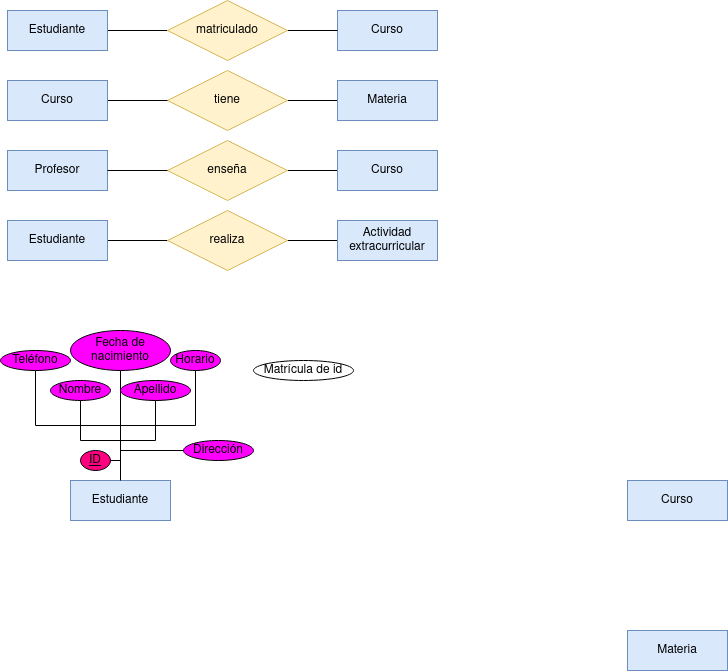 Estudiante
matriculado
Curso
Curso
tiene
Materia
Profesor
enseña
Curso
Estudiante
realiza
Actividad
extracurricular
Fecha de
nacimiento
Teléfono
Horario
Matrícula de id
Nombre
Apellido
Dirección
ID
Estudiante
Curso
Materia